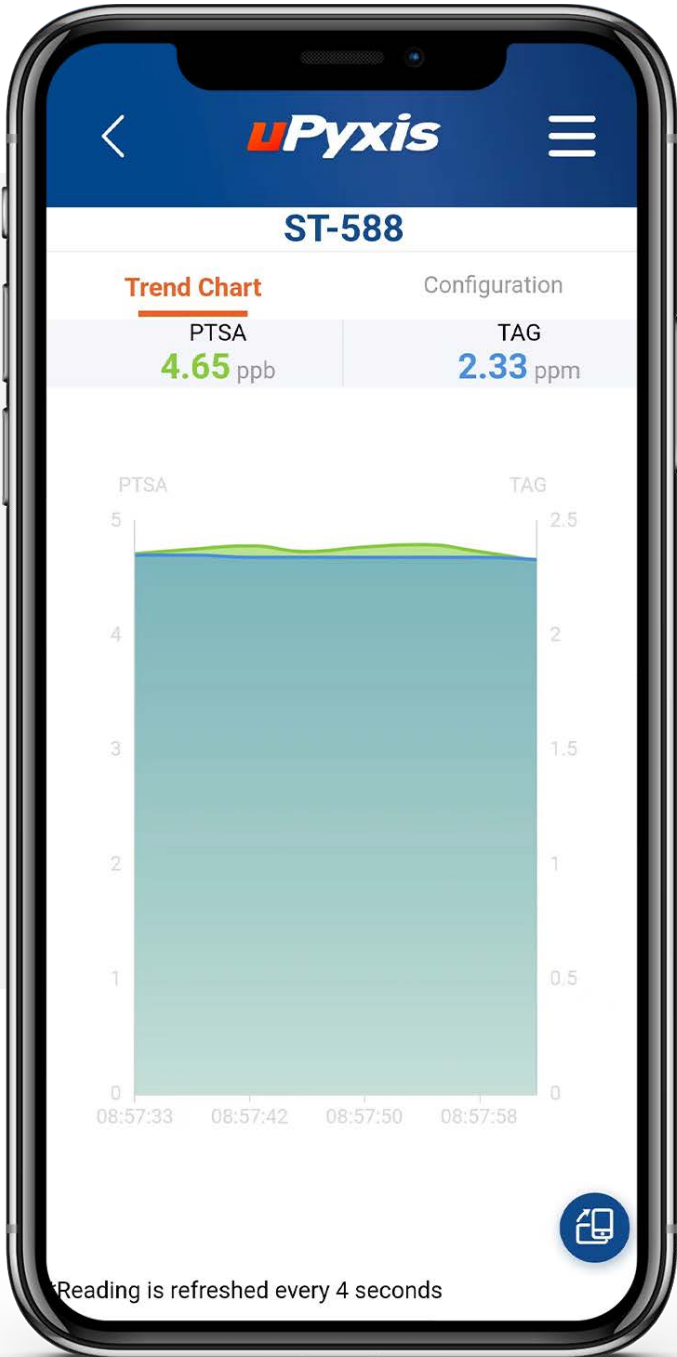 uPyxis
ST-588
Trend Chart Configuration
PTSA TAG
4.65 ppb 2.33 ppm
PTSA TAG
5 2.5
4 2
3 1.5
2 1
1 0.5
0 0
08:57:33 08:57:42 08:57:50 08:57:58
*Reading is refreshed every 4 seconds